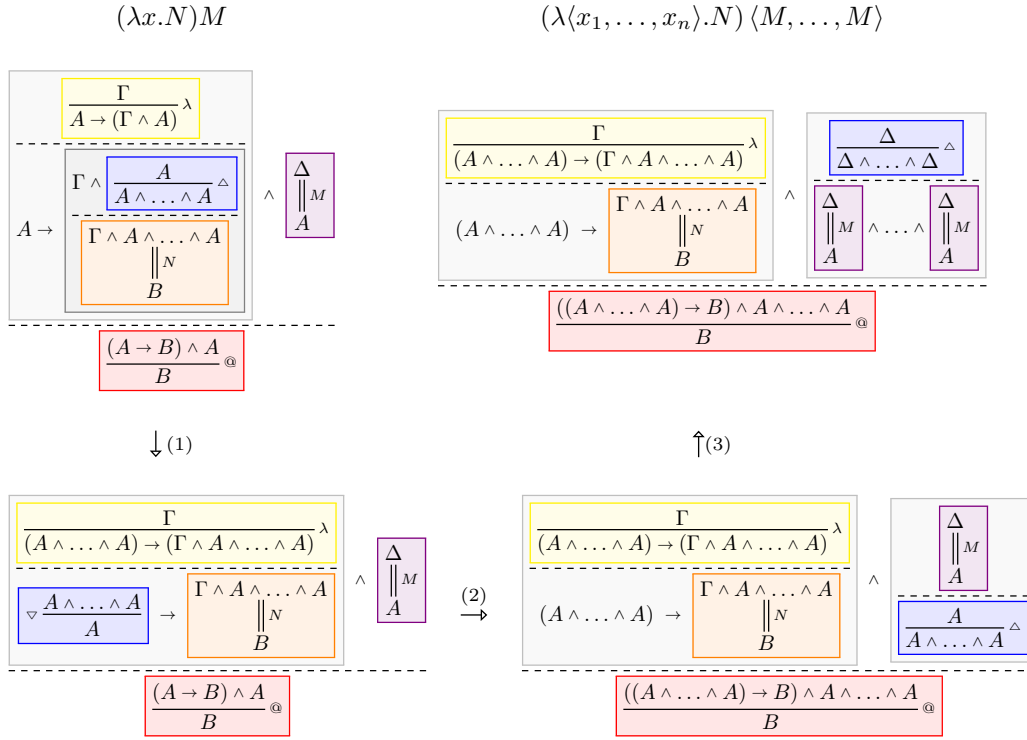 (λx.N)M
(λ⟨x₁, . . . , xₙ⟩.N) ⟨M, . . . , M⟩
Γ
A → (Γ ∧ A) λ
A →
Γ ∧
A
A ∧ . . . ∧ A △
Γ ∧ A ∧ . . . ∧ A
N
B
∧
Δ
M
A
(A → B) ∧ A
B @
Γ
(A ∧ . . . ∧ A) → (Γ ∧ A ∧ . . . ∧ A) λ
(A ∧ . . . ∧ A) →
Γ ∧ A ∧ . . . ∧ A
N
B
∧
Δ
Δ ∧ . . . ∧ Δ △
Δ Δ
M ∧ . . . ∧ M
A A
((A ∧ . . . ∧ A) → B) ∧ A ∧ . . . ∧ A
B @
(1)
(3)
Γ
(A ∧ . . . ∧ A) → (Γ ∧ A ∧ . . . ∧ A) λ
A ∧ . . . ∧ A
▽ A
→
Γ ∧ A ∧ . . . ∧ A
N
B
∧
Δ
M
A
(A → B) ∧ A
B @
(2)
Γ
(A ∧ . . . ∧ A) → (Γ ∧ A ∧ . . . ∧ A) λ
(A ∧ . . . ∧ A) →
Γ ∧ A ∧ . . . ∧ A
N
B
∧
Δ
M
A
A
A ∧ . . . ∧ A △
((A ∧ . . . ∧ A) → B) ∧ A ∧ . . . ∧ A
B @